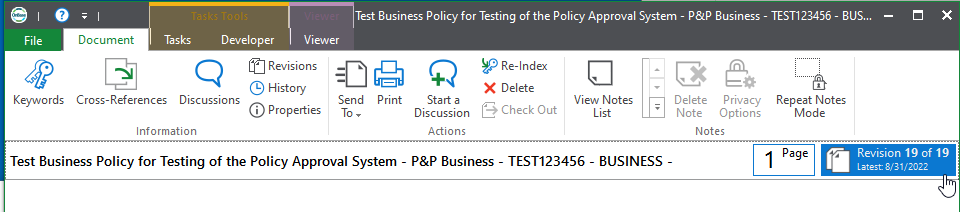 Tasks Tools Viewer Test Business Policy for Testing of the Policy Approval System - P&P Business - TEST123456 - BUS...
File Document Tasks Developer Viewer
Keywords
Cross-References
Discussions
Revisions
History
Properties
Information
Send To
Print
Start a Discussion
Re-Index
Delete
Check Out
Actions
View Notes List
Delete Note
Privacy Options
Repeat Notes Mode
Notes
Test Business Policy for Testing of the Policy Approval System - P&P Business - TEST123456 - BUSINESS -
1 Page
Revision 19 of 19
Latest: 8/31/2022